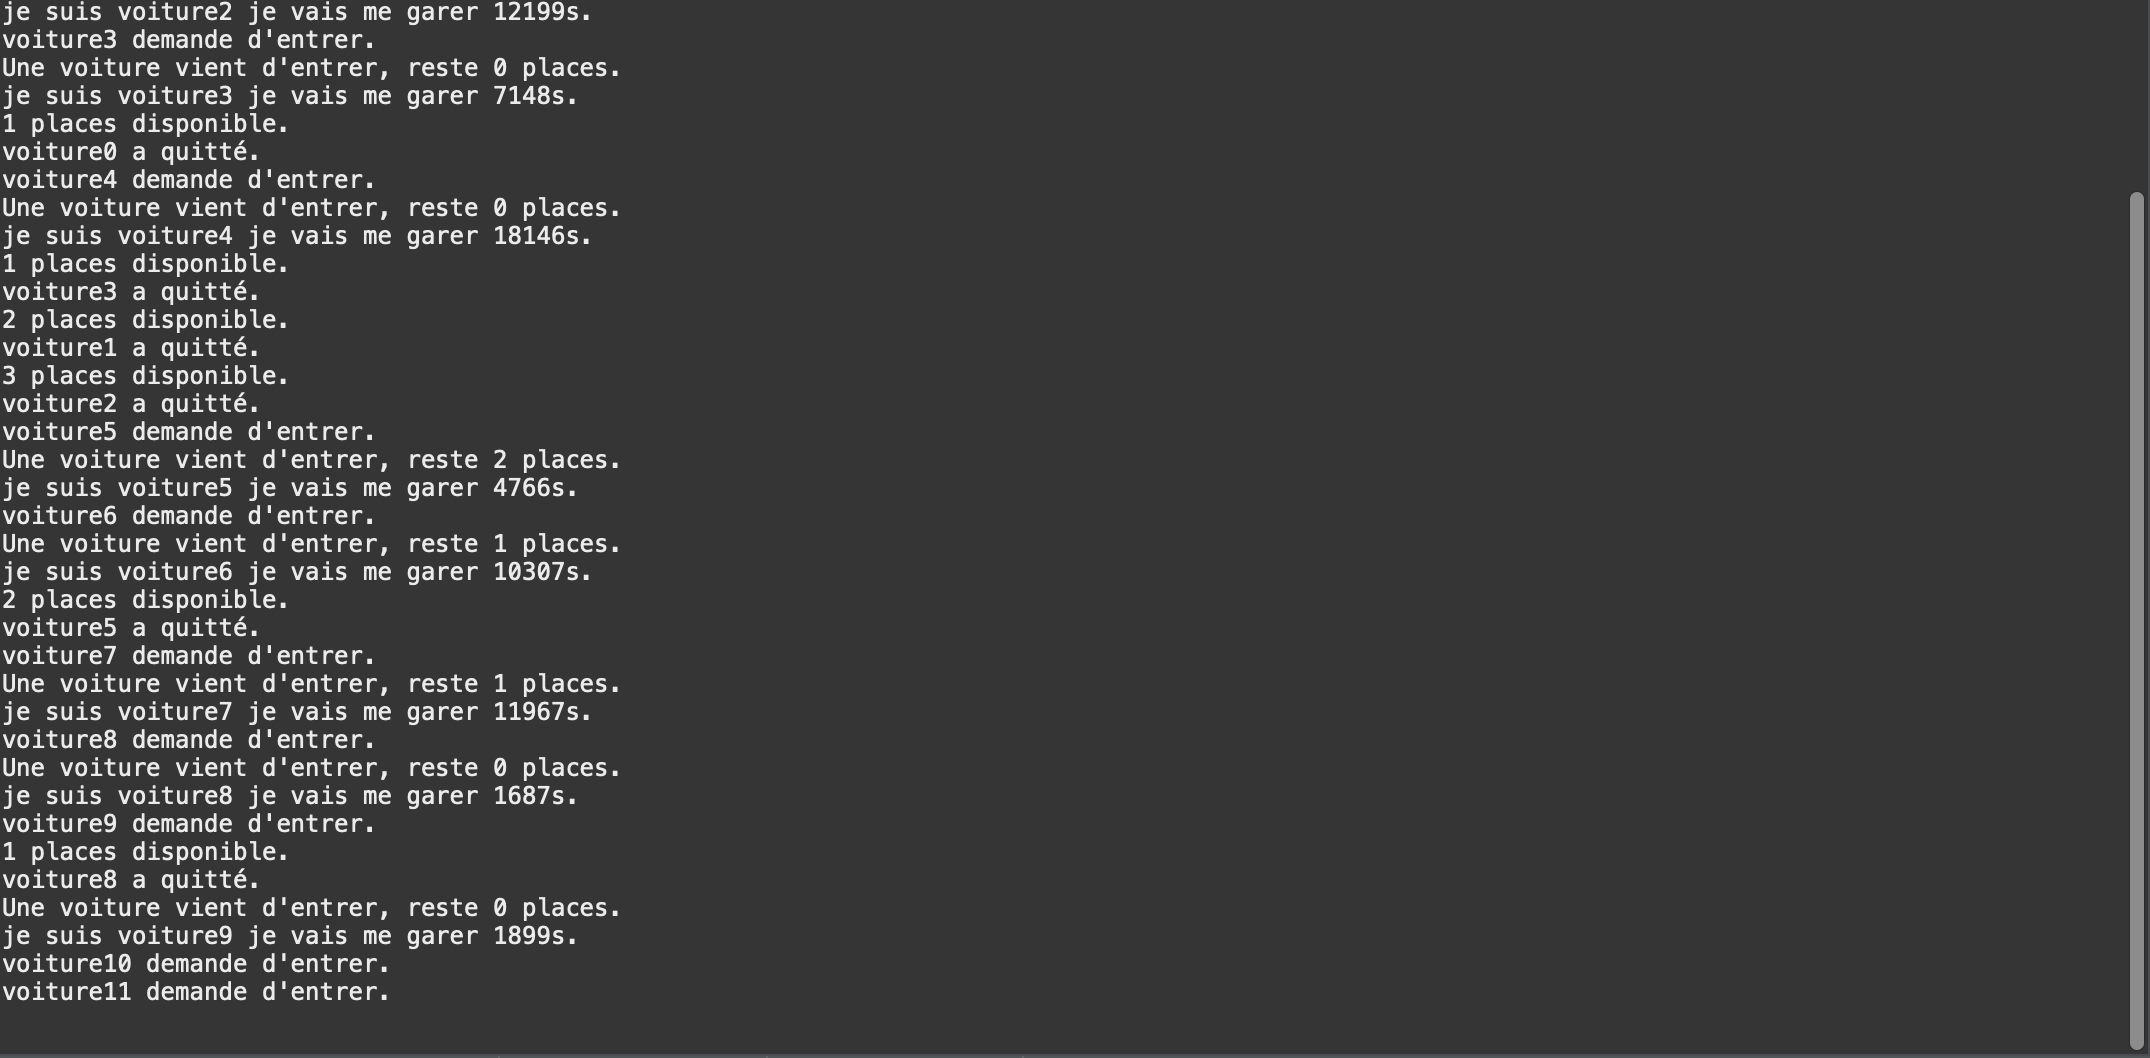 je suis voiture2 je vais me garer 12199s.
voiture3 demande d'entrer.
Une voiture vient d'entrer, reste 0 places.
je suis voiture3 je vais me garer 7148s.
1 places disponible.
voiture0 a quitté.
voiture4 demande d'entrer.
Une voiture vient d'entrer, reste 0 places.
je suis voiture4 je vais me garer 18146s.
1 places disponible.
voiture3 a quitté.
2 places disponible.
voiture1 a quitté.
3 places disponible.
voiture2 a quitté.
voiture5 demande d'entrer.
Une voiture vient d'entrer, reste 2 places.
je suis voiture5 je vais me garer 4766s.
voiture6 demande d'entrer.
Une voiture vient d'entrer, reste 1 places.
je suis voiture6 je vais me garer 10307s.
2 places disponible.
voiture5 a quitté.
voiture7 demande d'entrer.
Une voiture vient d'entrer, reste 1 places.
je suis voiture7 je vais me garer 11967s.
voiture8 demande d'entrer.
Une voiture vient d'entrer, reste 0 places.
je suis voiture8 je vais me garer 1687s.
voiture9 demande d'entrer.
1 places disponible.
voiture8 a quitté.
Une voiture vient d'entrer, reste 0 places.
je suis voiture9 je vais me garer 1899s.
voiture10 demande d'entrer.
voiture11 demande d'entrer.